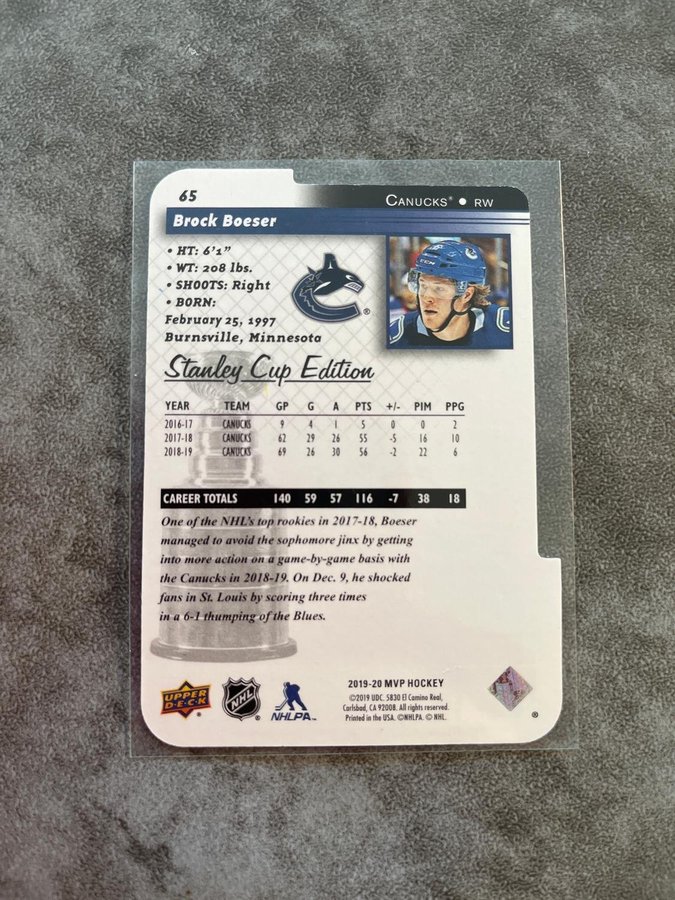 65
CANUCKS® • RW
Brock Boeser
• HT: 6'1"
• WT: 208 lbs.
• SHOOTS: Right
• BORN:
February 25, 1997
Burnsville, Minnesota
®
Stanley Cup Edition
YEAR TEAM GP G A PTS +/- PIM PPG
2016-17 CANUCKS 9 4 1 5 0 0 2
2017-18 CANUCKS 62 29 26 55 -5 16 10
2018-19 CANUCKS 69 26 30 56 -2 22 6
CAREER TOTALS 140 59 57 116 -7 38 18
One of the NHL's top rookies in 2017-18, Boeser
managed to avoid the sophomore jinx by getting
into more action on a game-by-game basis with
the Canucks in 2018-19. On Dec. 9, he shocked
fans in St. Louis by scoring three times
in a 6-1 thumping of the Blues.
UPPER DECK
NHL
NHLPA
2019-20 MVP HOCKEY
©2019 UDC. 5830 El Camino Real,
Carlsbad, CA 92008. All rights reserved.
Printed in the USA. ©NHLPA. © NHL.
®